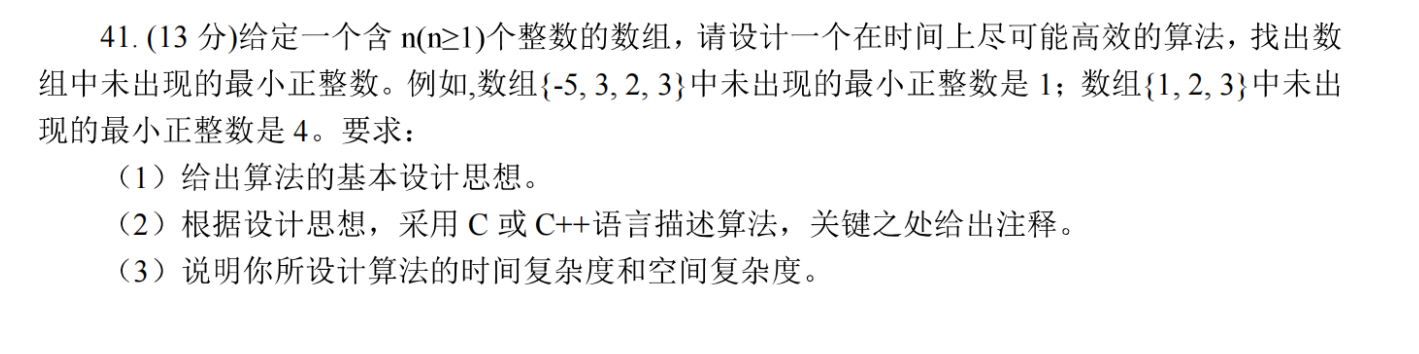 41. (13 分)给定一个含 n(n≥1)个整数的数组，请设计一个在时间上尽可能高效的算法，找出数
组中未出现的最小正整数。例如,数组{-5, 3, 2, 3}中未出现的最小正整数是 1；数组{1, 2, 3}中未出
现的最小正整数是 4。要求：
（1）给出算法的基本设计思想。
（2）根据设计思想，采用 C 或 C++语言描述算法，关键之处给出注释。
（3）说明你所设计算法的时间复杂度和空间复杂度。